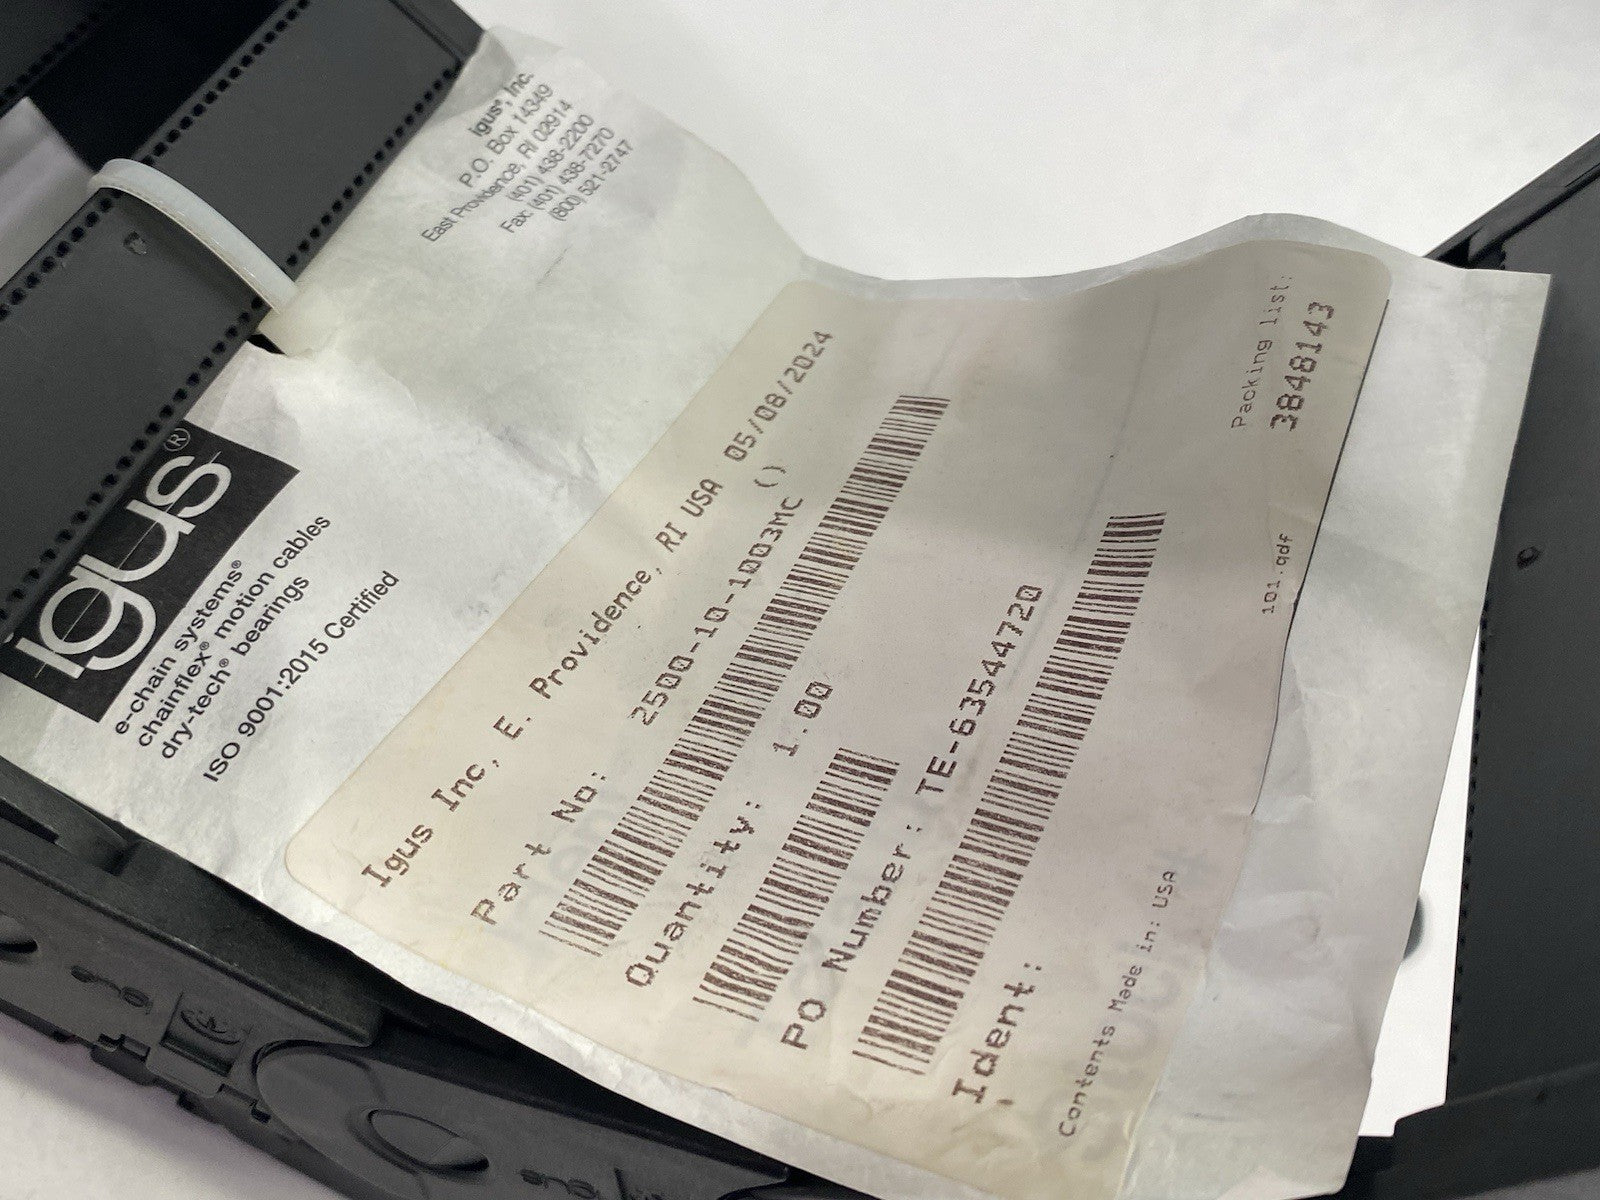 igus®, Inc.
P.O. Box 14349
East Providence, RI 02914
(401) 438-2200
Fax: (401) 438-7270
(800) 521-2747
igus®
e-chain systems®
chainflex® motion cables
dry-tech® bearings
ISO 9001:2015 Certified
Igus Inc, E. Providence, RI USA 05/08/2024
Part No: 2500-10-1003MC ()
Quantity: 1.00
PO Number: TE-63544720
Ident:
Contents Made in: USA
Packing list:
3848143
101.qdf
igus
igus